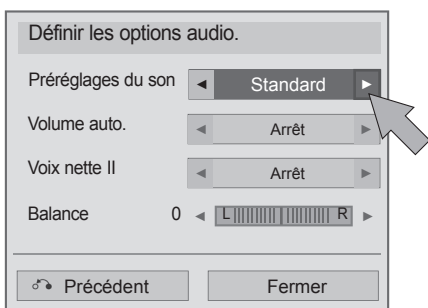 Définir les options audio.
Préréglages du son ◄ Standard ►
Volume auto. ◄ Arrêt ►
Voix nette II ◄ Arrêt ►
Balance 0 ◄ L R ►
Précédent Fermer